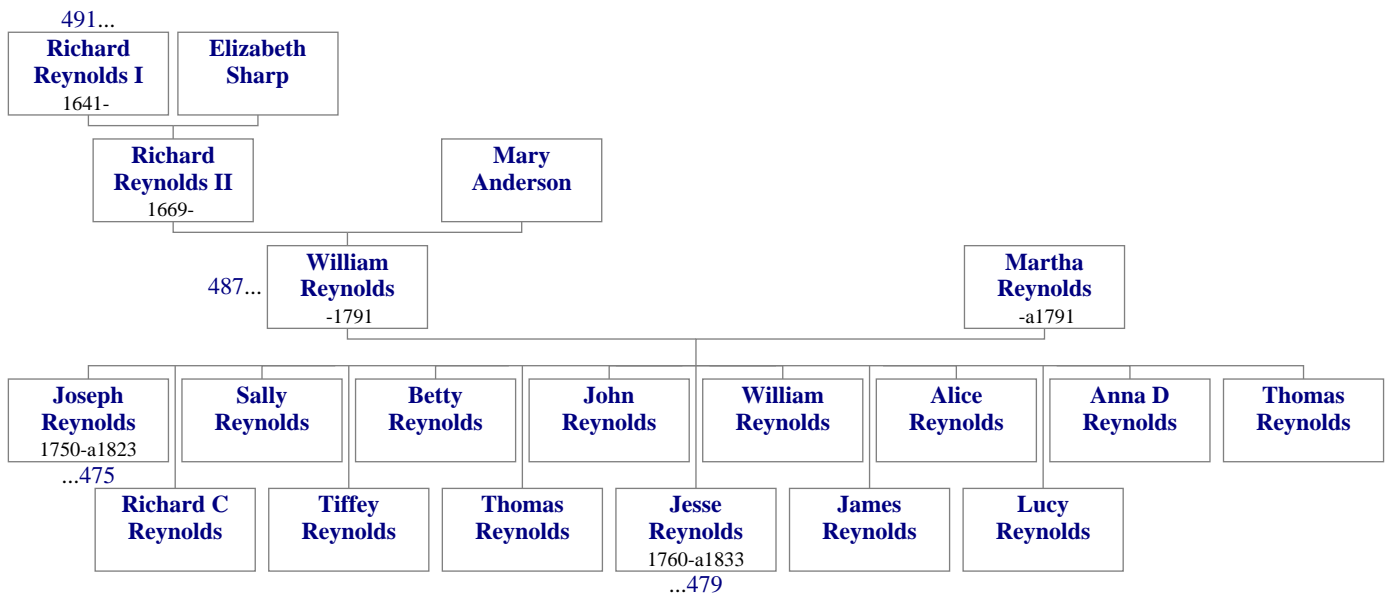 491...
Richard
Reynolds I
1641-
Elizabeth
Sharp
Richard
Reynolds II
1669-
Mary
Anderson
487...
William
Reynolds
-1791
Martha
Reynolds
-a1791
Joseph
Reynolds
1750-a1823
...475
Sally
Reynolds
Betty
Reynolds
John
Reynolds
William
Reynolds
Alice
Reynolds
Anna D
Reynolds
Thomas
Reynolds
Richard C
Reynolds
Tiffey
Reynolds
Thomas
Reynolds
Jesse
Reynolds
1760-a1833
...479
James
Reynolds
Lucy
Reynolds